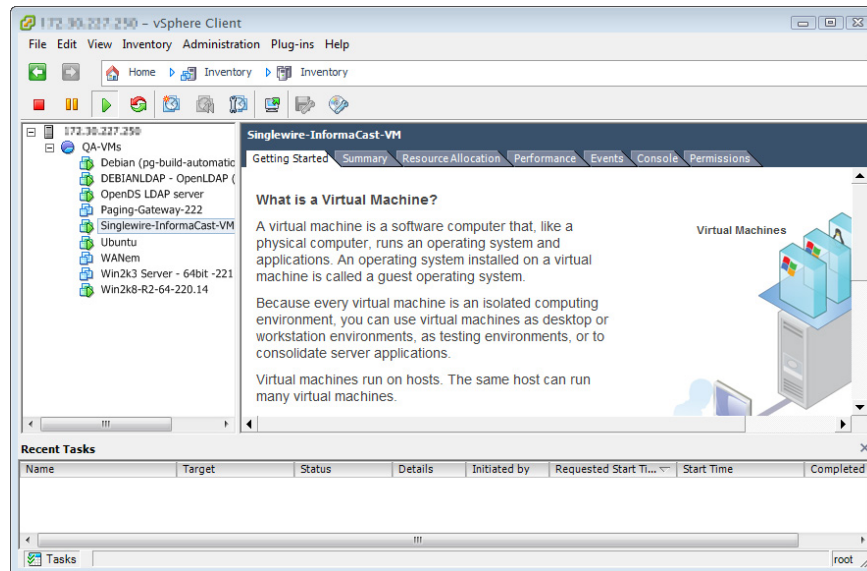 172.30.227.250 – vSphere Client
File Edit View Inventory Administration Plug-ins Help
Home Inventory Inventory
172.30.227.250
QA-VMs
Debian (pg-build-automatic
DEBIANLDAP - OpenLDAP (
OpenDS LDAP server
Paging-Gateway-222
Singlewire-InformaCast-VM
Ubuntu
WANem
Win2k3 Server - 64bit -221
Win2k8-R2-64-220.14
Singlewire-InformaCast-VM
Getting Started Summary Resource Allocation Performance Events Console Permissions
What is a Virtual Machine?
A virtual machine is a software computer that, like a
physical computer, runs an operating system and
applications. An operating system installed on a virtual
machine is called a guest operating system.
Because every virtual machine is an isolated computing
environment, you can use virtual machines as desktop or
workstation environments, as testing environments, or to
consolidate server applications.
Virtual machines run on hosts. The same host can run
many virtual machines.
Virtual Machines
Recent Tasks
Name Target Status Details Initiated by Requested Start Ti... Start Time Completed
Tasks
root